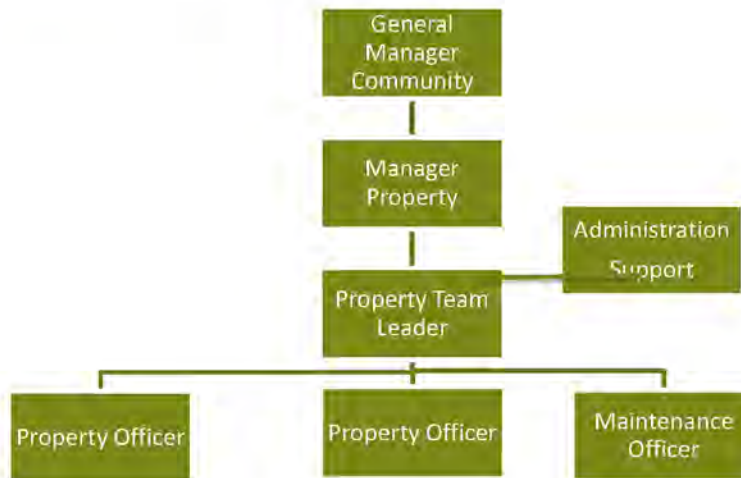 General
Manager
Community
Manager
Property
Administration
Support
Property Team
Leader
Property Officer
Property Officer
Maintenance
Officer